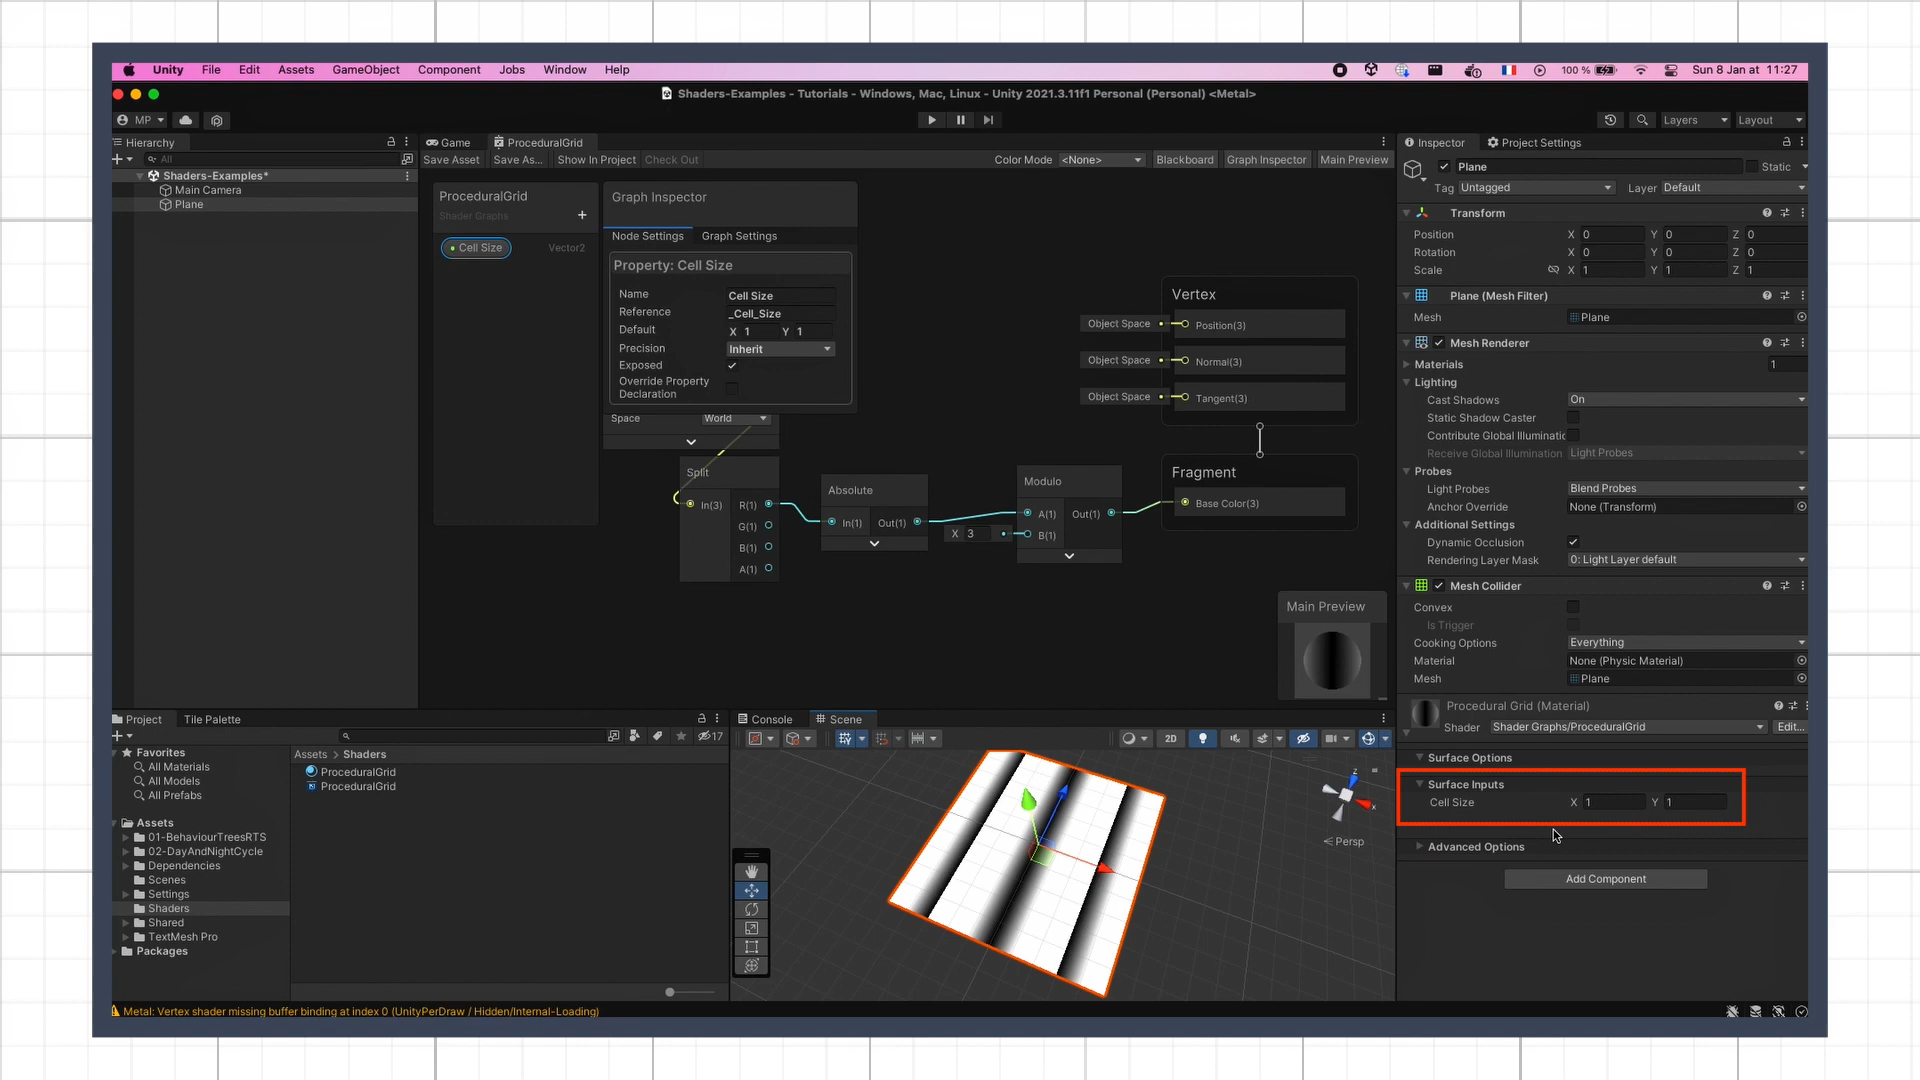 Unity File Edit Assets GameObject Component Jobs Window Help
100 % Sun 8 Jan at 11:27
Shaders-Examples - Tutorials - Windows, Mac, Linux - Unity 2021.3.11f1 Personal (Personal) <Metal>
MP
Layers Layout
Hierarchy
All
Shaders-Examples*
Main Camera
Plane
Game ProceduralGrid
Save Asset Save As... Show In Project Check Out
Color Mode <None> Blackboard Graph Inspector Main Preview
ProceduralGrid
Shader Graphs
+
Cell Size Vector2
Graph Inspector
Node Settings Graph Settings
Property: Cell Size
Name Cell Size
Reference _Cell_Size
Default X 1 Y 1
Precision Inherit
Exposed
Override Property
Declaration
Space World
Split
In(3) R(1)
G(1)
B(1)
A(1)
Absolute
In(1) Out(1)
X 3
Modulo
A(1) Out(1)
B(1)
Vertex
Object Space Position(3)
Object Space Normal(3)
Object Space Tangent(3)
Fragment
Base Color(3)
Main Preview
Inspector Project Settings
Plane Static
Tag Untagged Layer Default
Transform
Position X 0 Y 0 Z 0
Rotation X 0 Y 0 Z 0
Scale X 1 Y 1 Z 1
Plane (Mesh Filter)
Mesh Plane
Mesh Renderer
Materials 1
Lighting
Cast Shadows On
Static Shadow Caster
Contribute Global Illuminatic
Receive Global Illumination Light Probes
Probes
Light Probes Blend Probes
Anchor Override None (Transform)
Additional Settings
Dynamic Occlusion
Rendering Layer Mask 0: Light Layer default
Mesh Collider
Convex
Is Trigger
Cooking Options Everything
Material None (Physic Material)
Mesh Plane
Procedural Grid (Material)
Shader Shader Graphs/ProceduralGrid Edit...
Surface Options
Surface Inputs
Cell Size X 1 Y 1
Advanced Options
Add Component
Project Tile Palette
17
Favorites
All Materials
All Models
All Prefabs
Assets
01-BehaviourTreesRTS
02-DayAndNightCycle
Dependencies
Scenes
Settings
Shaders
Shared
TextMesh Pro
Packages
Assets > Shaders
ProceduralGrid
ProceduralGrid
Console Scene
2D
z
x
< Persp
Metal: Vertex shader missing buffer binding at index 0 (UnityPerDraw / Hidden/Internal-Loading)